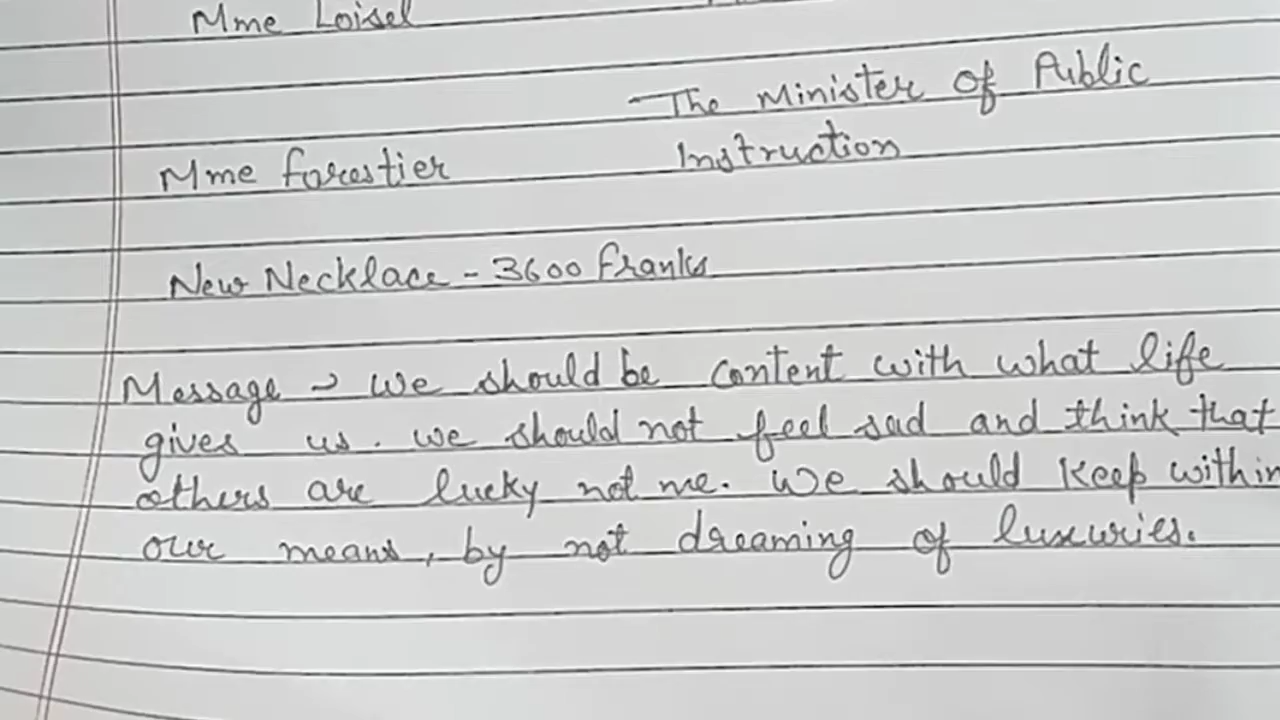 Mme Loisel
The Minister of Public
Instruction
Mme Forestier
New Necklace - 3600 Franks
Message → We should be content with what life
gives us. We should not feel sad and think that
others are lucky not me. We should keep within
our means, by not dreaming of luxuries.